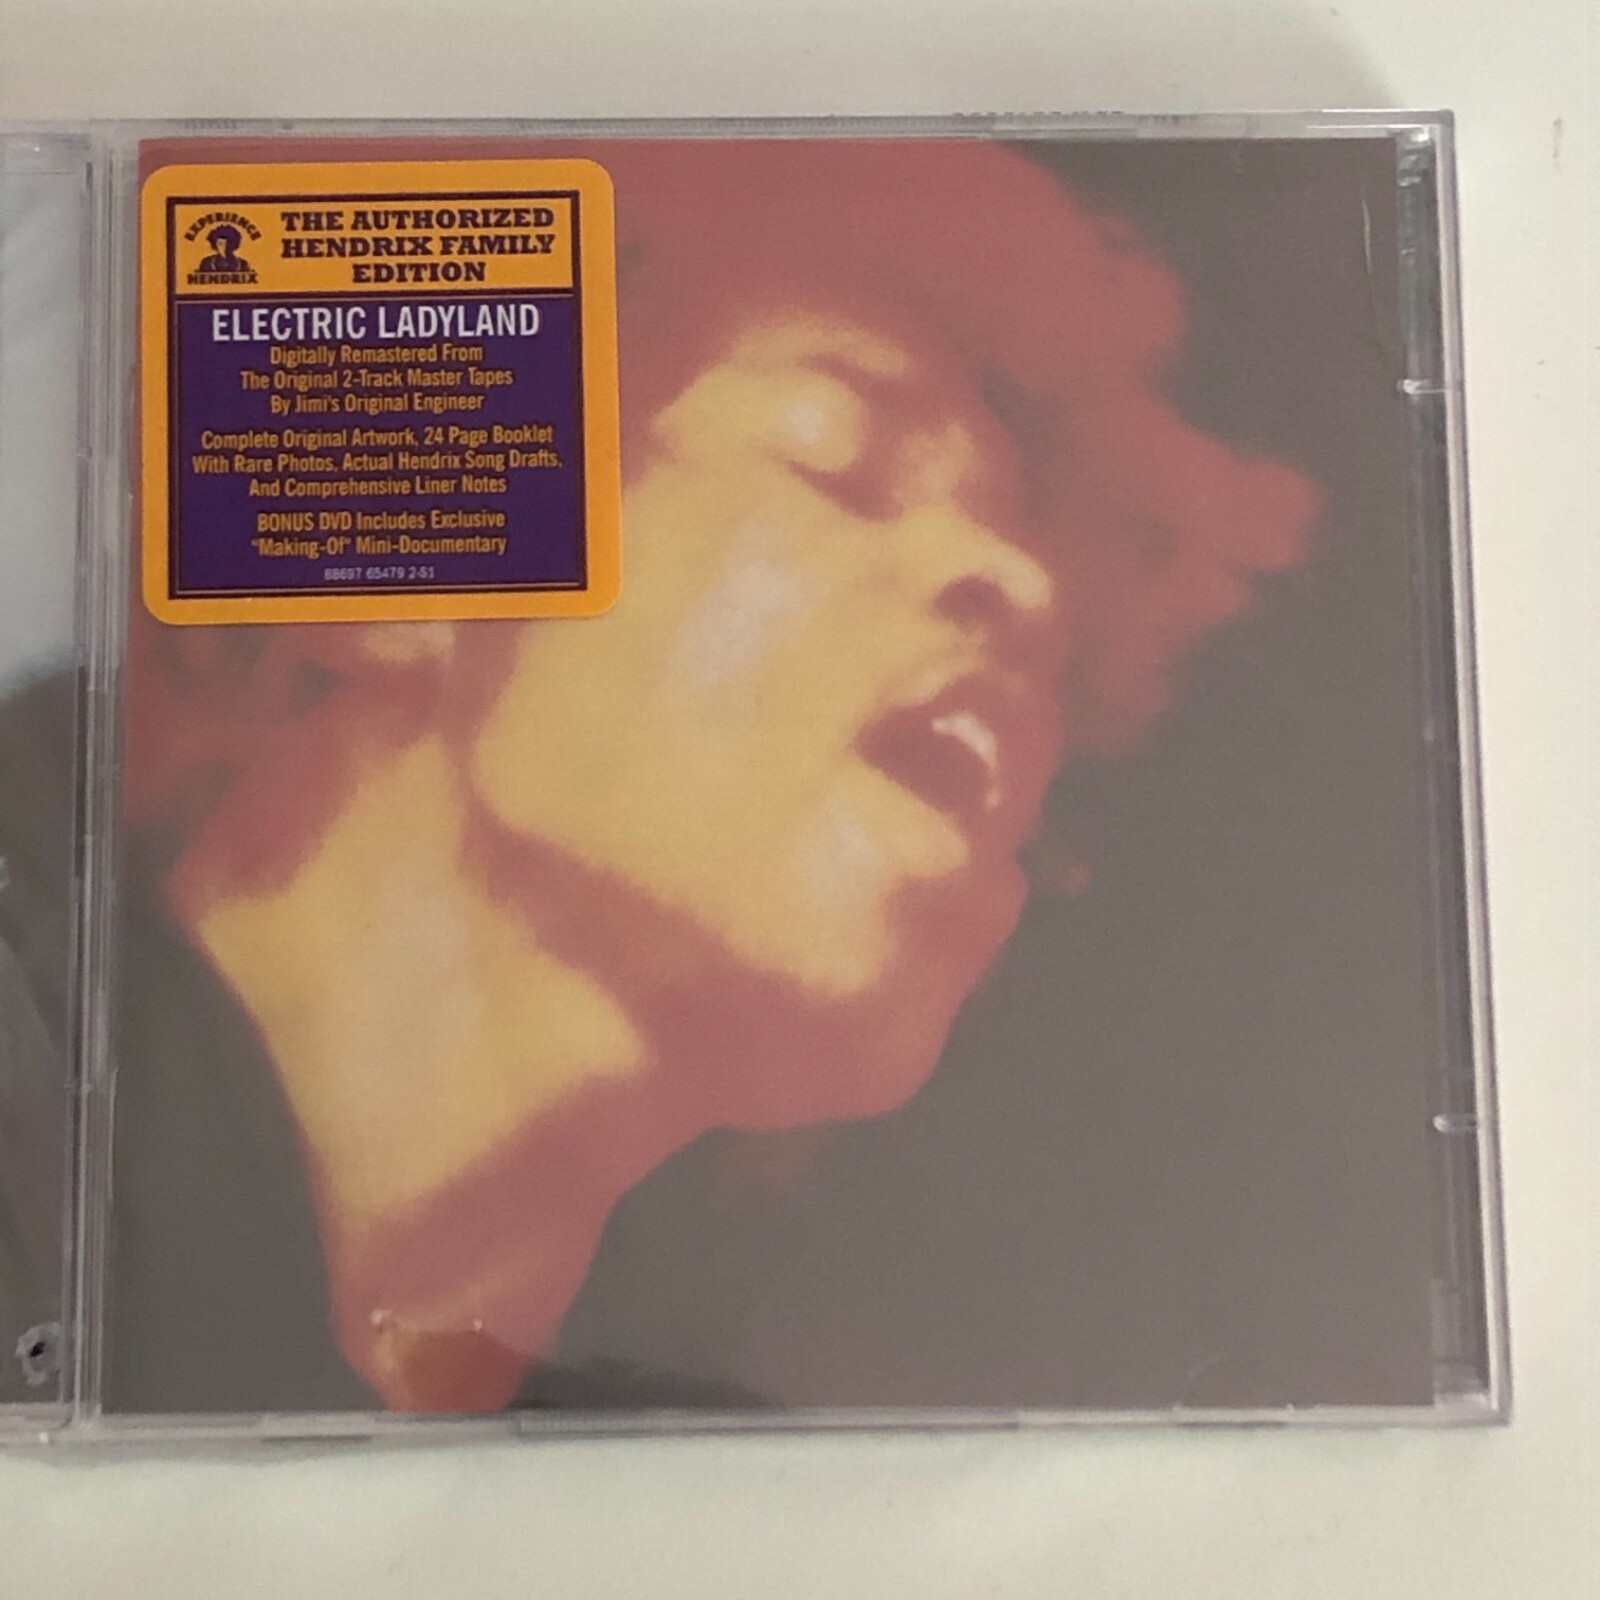 EXPERIENCE
HENDRIX
THE AUTHORIZED
HENDRIX FAMILY
EDITION
ELECTRIC LADYLAND
Digitally Remastered From
The Original 2-Track Master Tapes
By Jimi's Original Engineer
Complete Original Artwork, 24 Page Booklet
With Rare Photos, Actual Hendrix Song Drafts,
And Comprehensive Liner Notes
BONUS DVD Includes Exclusive
"Making-Of" Mini-Documentary
88697 65479 2-S1